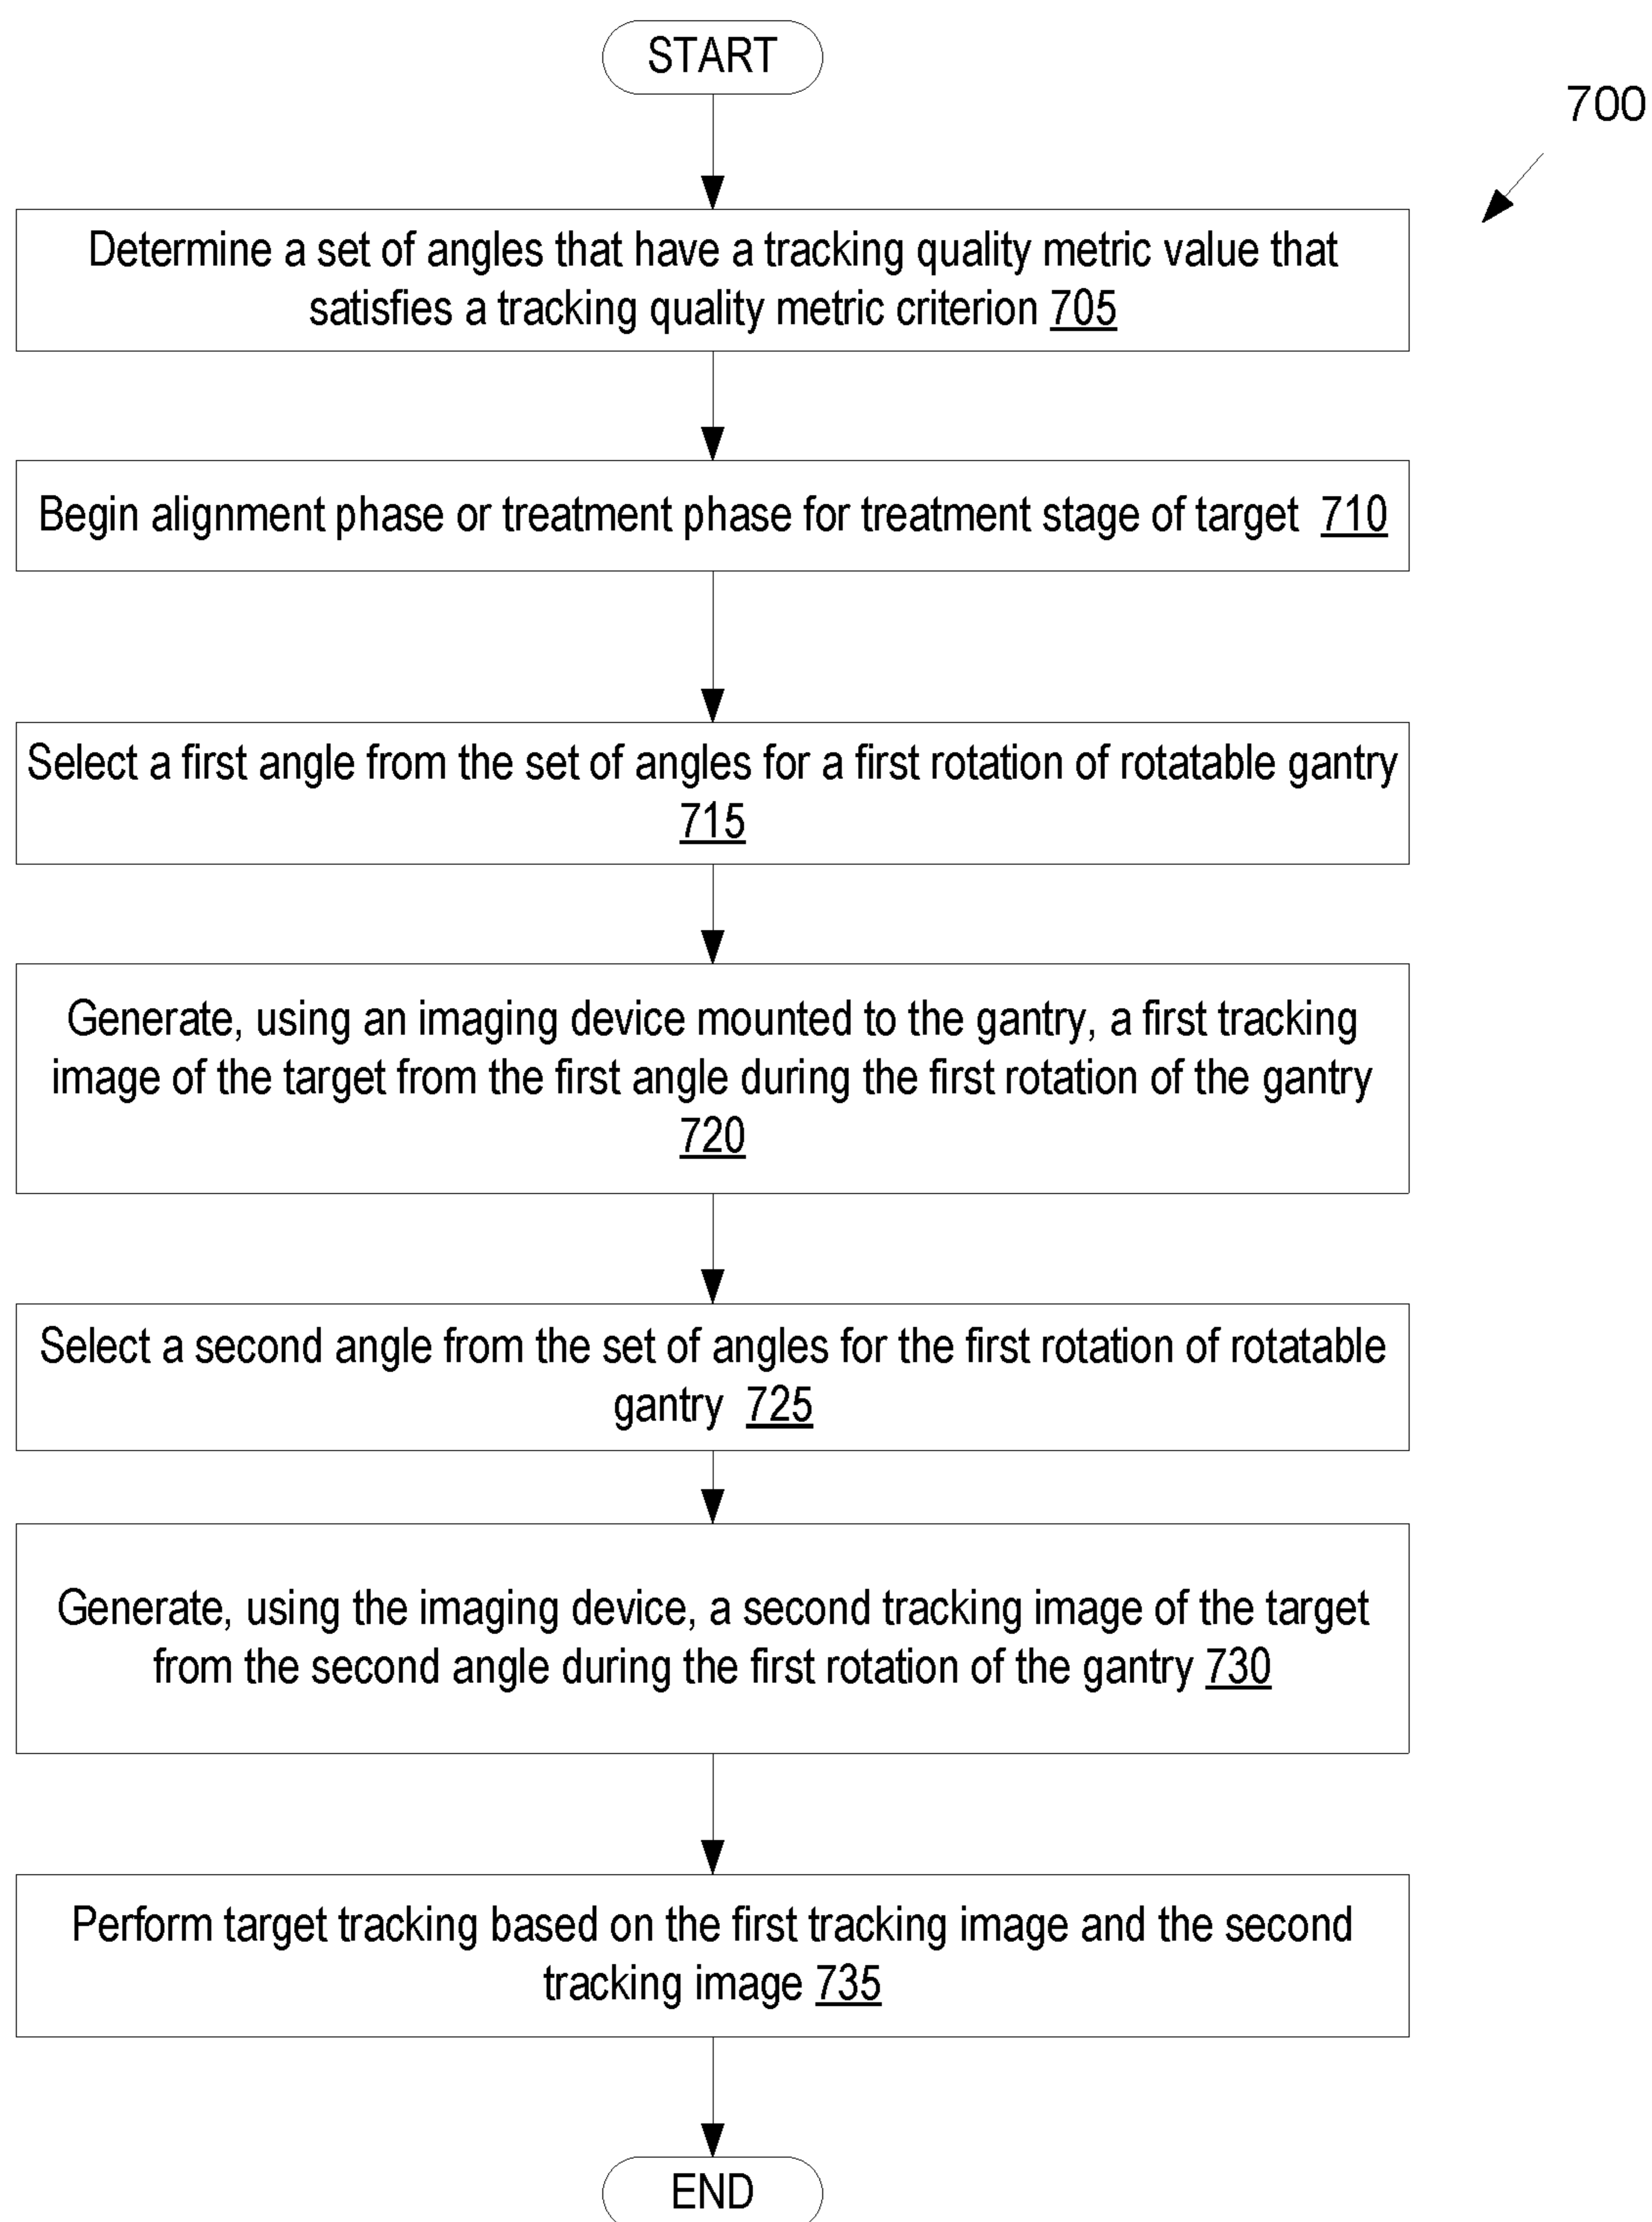 START
700
Determine a set of angles that have a tracking quality metric value that
satisfies a tracking quality metric criterion 705
Begin alignment phase or treatment phase for treatment stage of target 710
Select a first angle from the set of angles for a first rotation of rotatable gantry
715
Generate, using an imaging device mounted to the gantry, a first tracking
image of the target from the first angle during the first rotation of the gantry
720
Select a second angle from the set of angles for the first rotation of rotatable
gantry 725
Generate, using the imaging device, a second tracking image of the target
from the second angle during the first rotation of the gantry 730
Perform target tracking based on the first tracking image and the second
tracking image 735
END